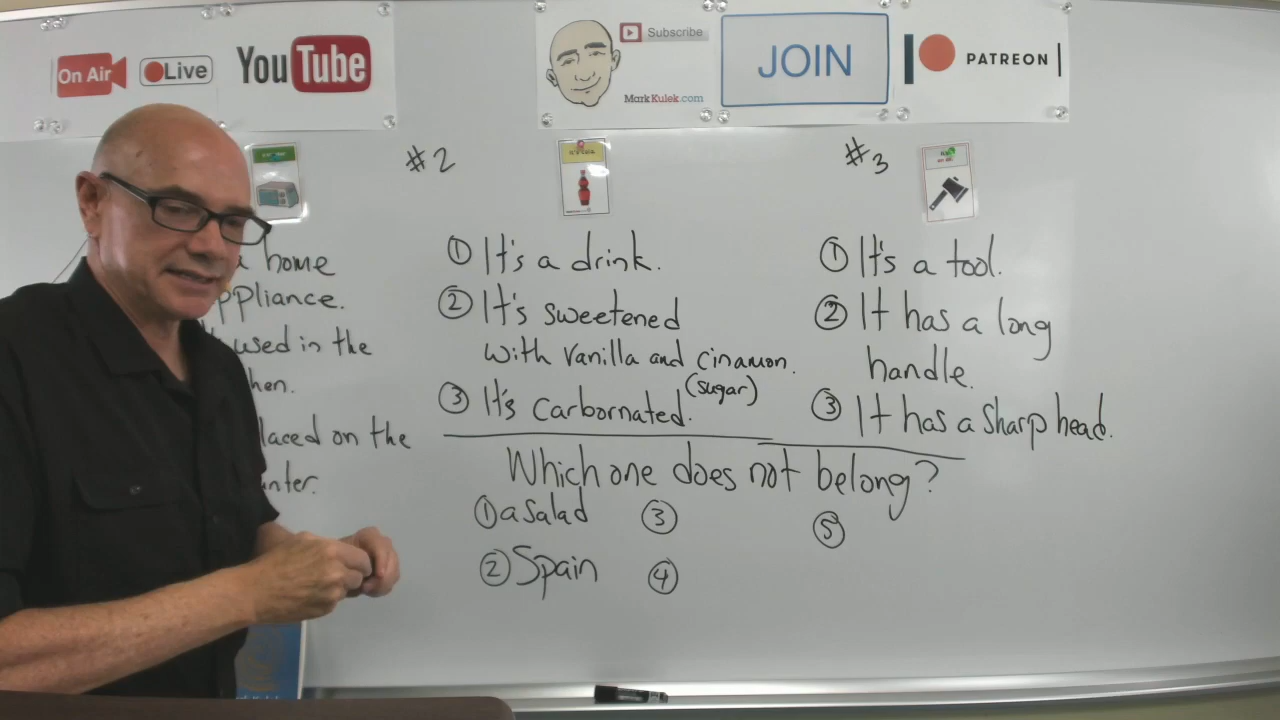 On Air
Live
YouTube
Subscribe
MarkKulek.com
JOIN
PATREON
#2
#3
home
ppliance.
used in the
hen.
laced on the
unter.
① It's a drink.
② It's sweetened
with vanilla and cinamon.
(sugar)
③ It's carbornated.
① It's a tool.
② It has a long
handle.
③ It has a sharp head.
Which one does not belong?
① a salad
② Spain
③
④
⑤